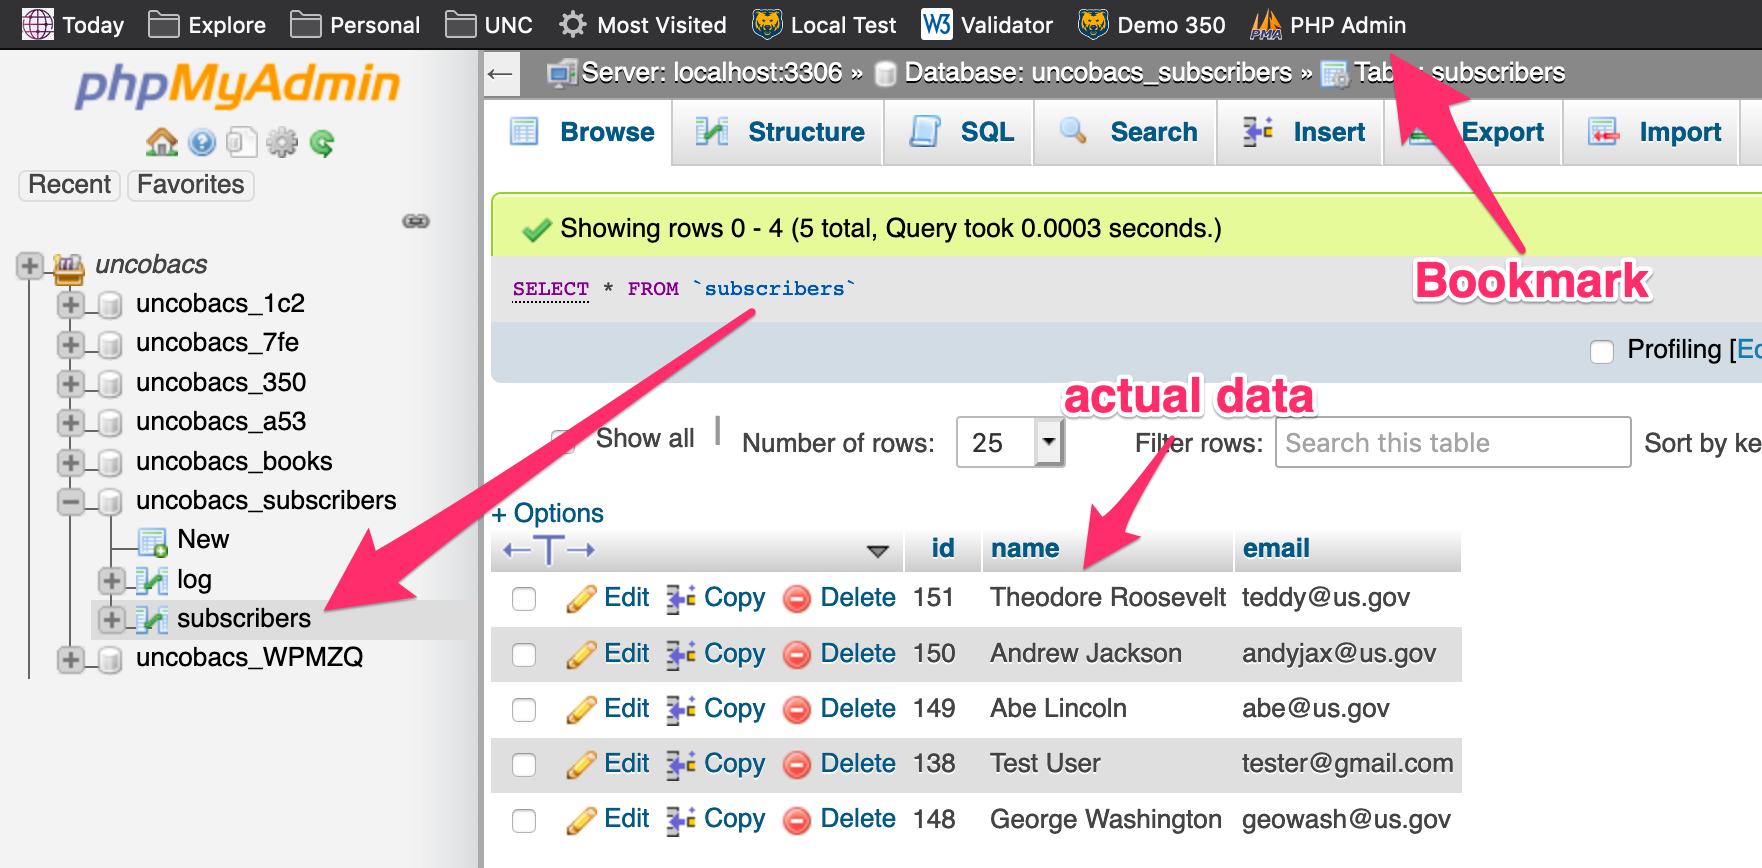 Today Explore Personal UNC Most Visited Local Test W3 Validator Demo 350 PMA PHP Admin
phpMyAdmin
Recent Favorites
uncobacs
uncobacs_1c2
uncobacs_7fe
uncobacs_350
uncobacs_a53
uncobacs_books
uncobacs_subscribers
New
log
subscribers
uncobacs_WPMZQ
← Server: localhost:3306 » Database: uncobacs_subscribers » subscribers
Browse Structure SQL Search Insert Export Import
Showing rows 0 - 4 (5 total, Query took 0.0003 seconds.)
Bookmark
SELECT * FROM `subscribers`
Profiling [
actual data
Show all | Number of rows: 25 Filter rows: Search this table Sort by
+ Options
←T→ id name email
Edit Copy Delete 151 Theodore Roosevelt teddy@us.gov
Edit Copy Delete 150 Andrew Jackson andyjax@us.gov
Edit Copy Delete 149 Abe Lincoln abe@us.gov
Edit Copy Delete 138 Test User tester@gmail.com
Edit Copy Delete 148 George Washington geowash@us.gov